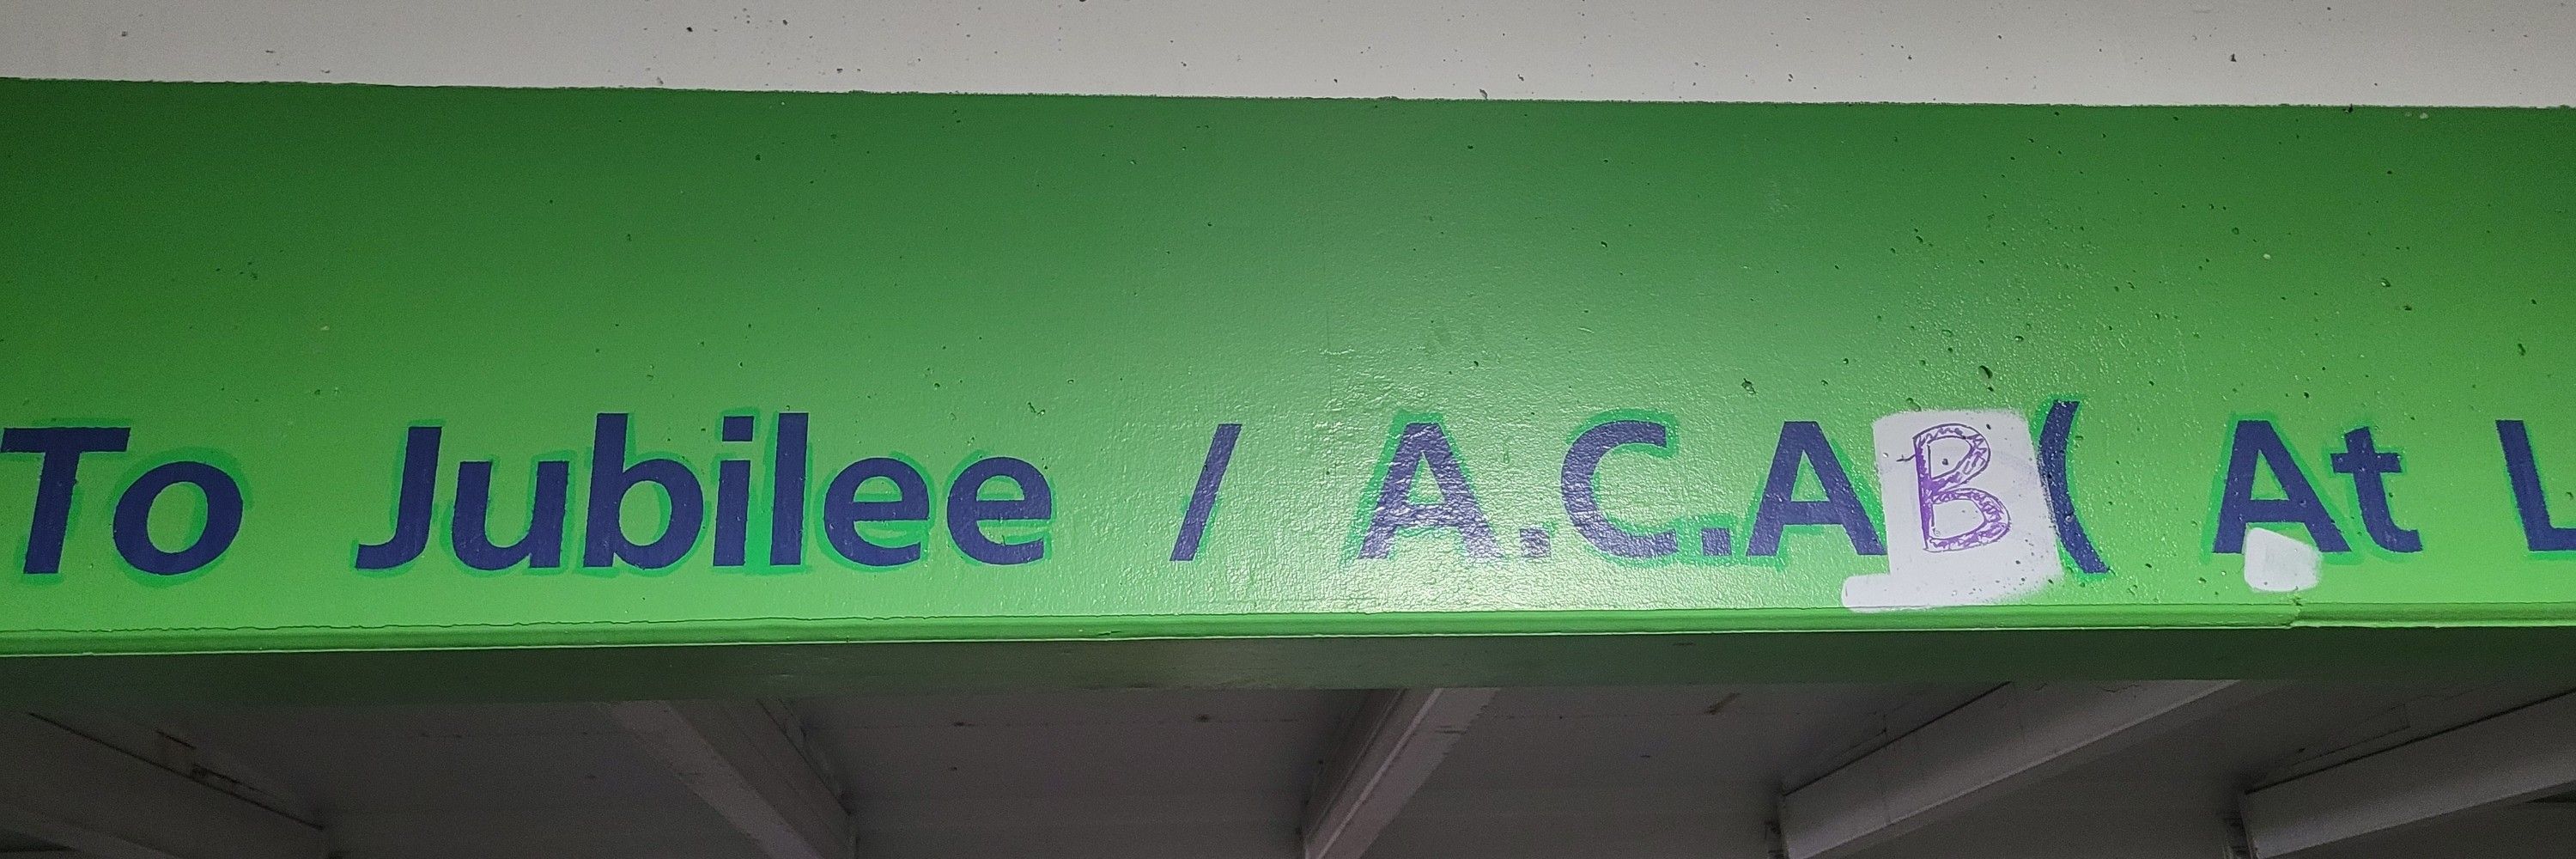 To Jubilee / A.C.AB( At L